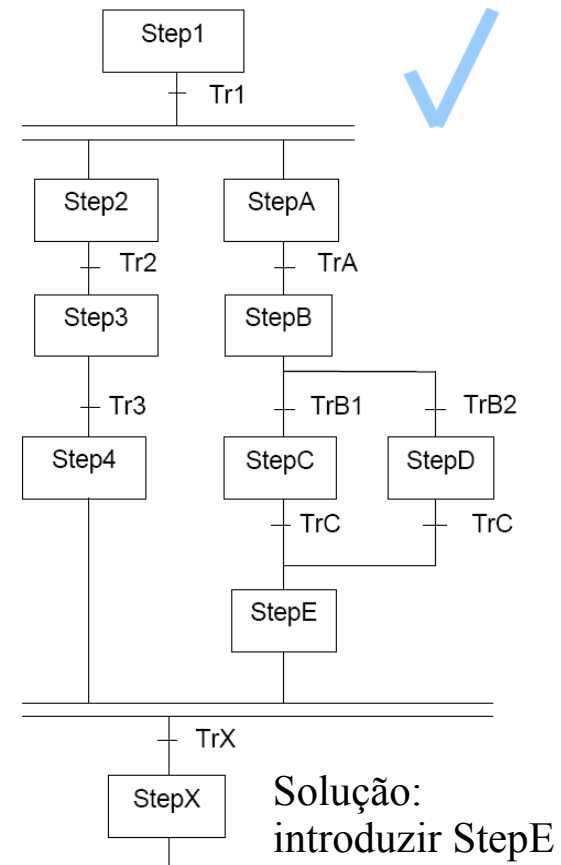 Step1
Tr1
Step2 StepA
Tr2 TrA
Step3 StepB
Tr3 TrB1 TrB2
Step4 StepC StepD
TrC TrC
StepE
TrX
StepX
Solução:
introduzir StepE